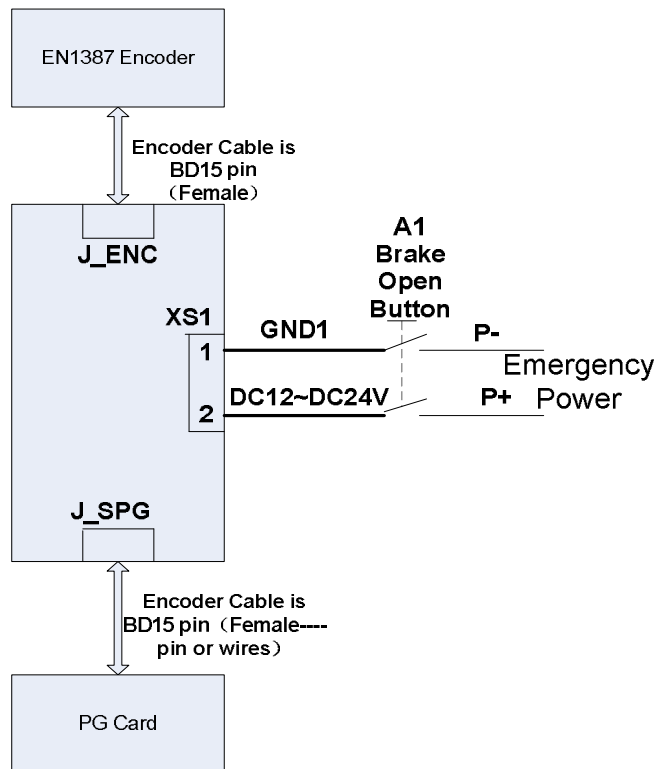 EN1387 Encoder
Encoder Cable is
BD15 pin
（Female）
J_ENC
A1
Brake
Open
Button
XS1
GND1
P-
1
Emergency
Power
DC12~DC24V
P+
2
J_SPG
Encoder Cable is
BD15 pin（Female----
pin or wires）
PG Card